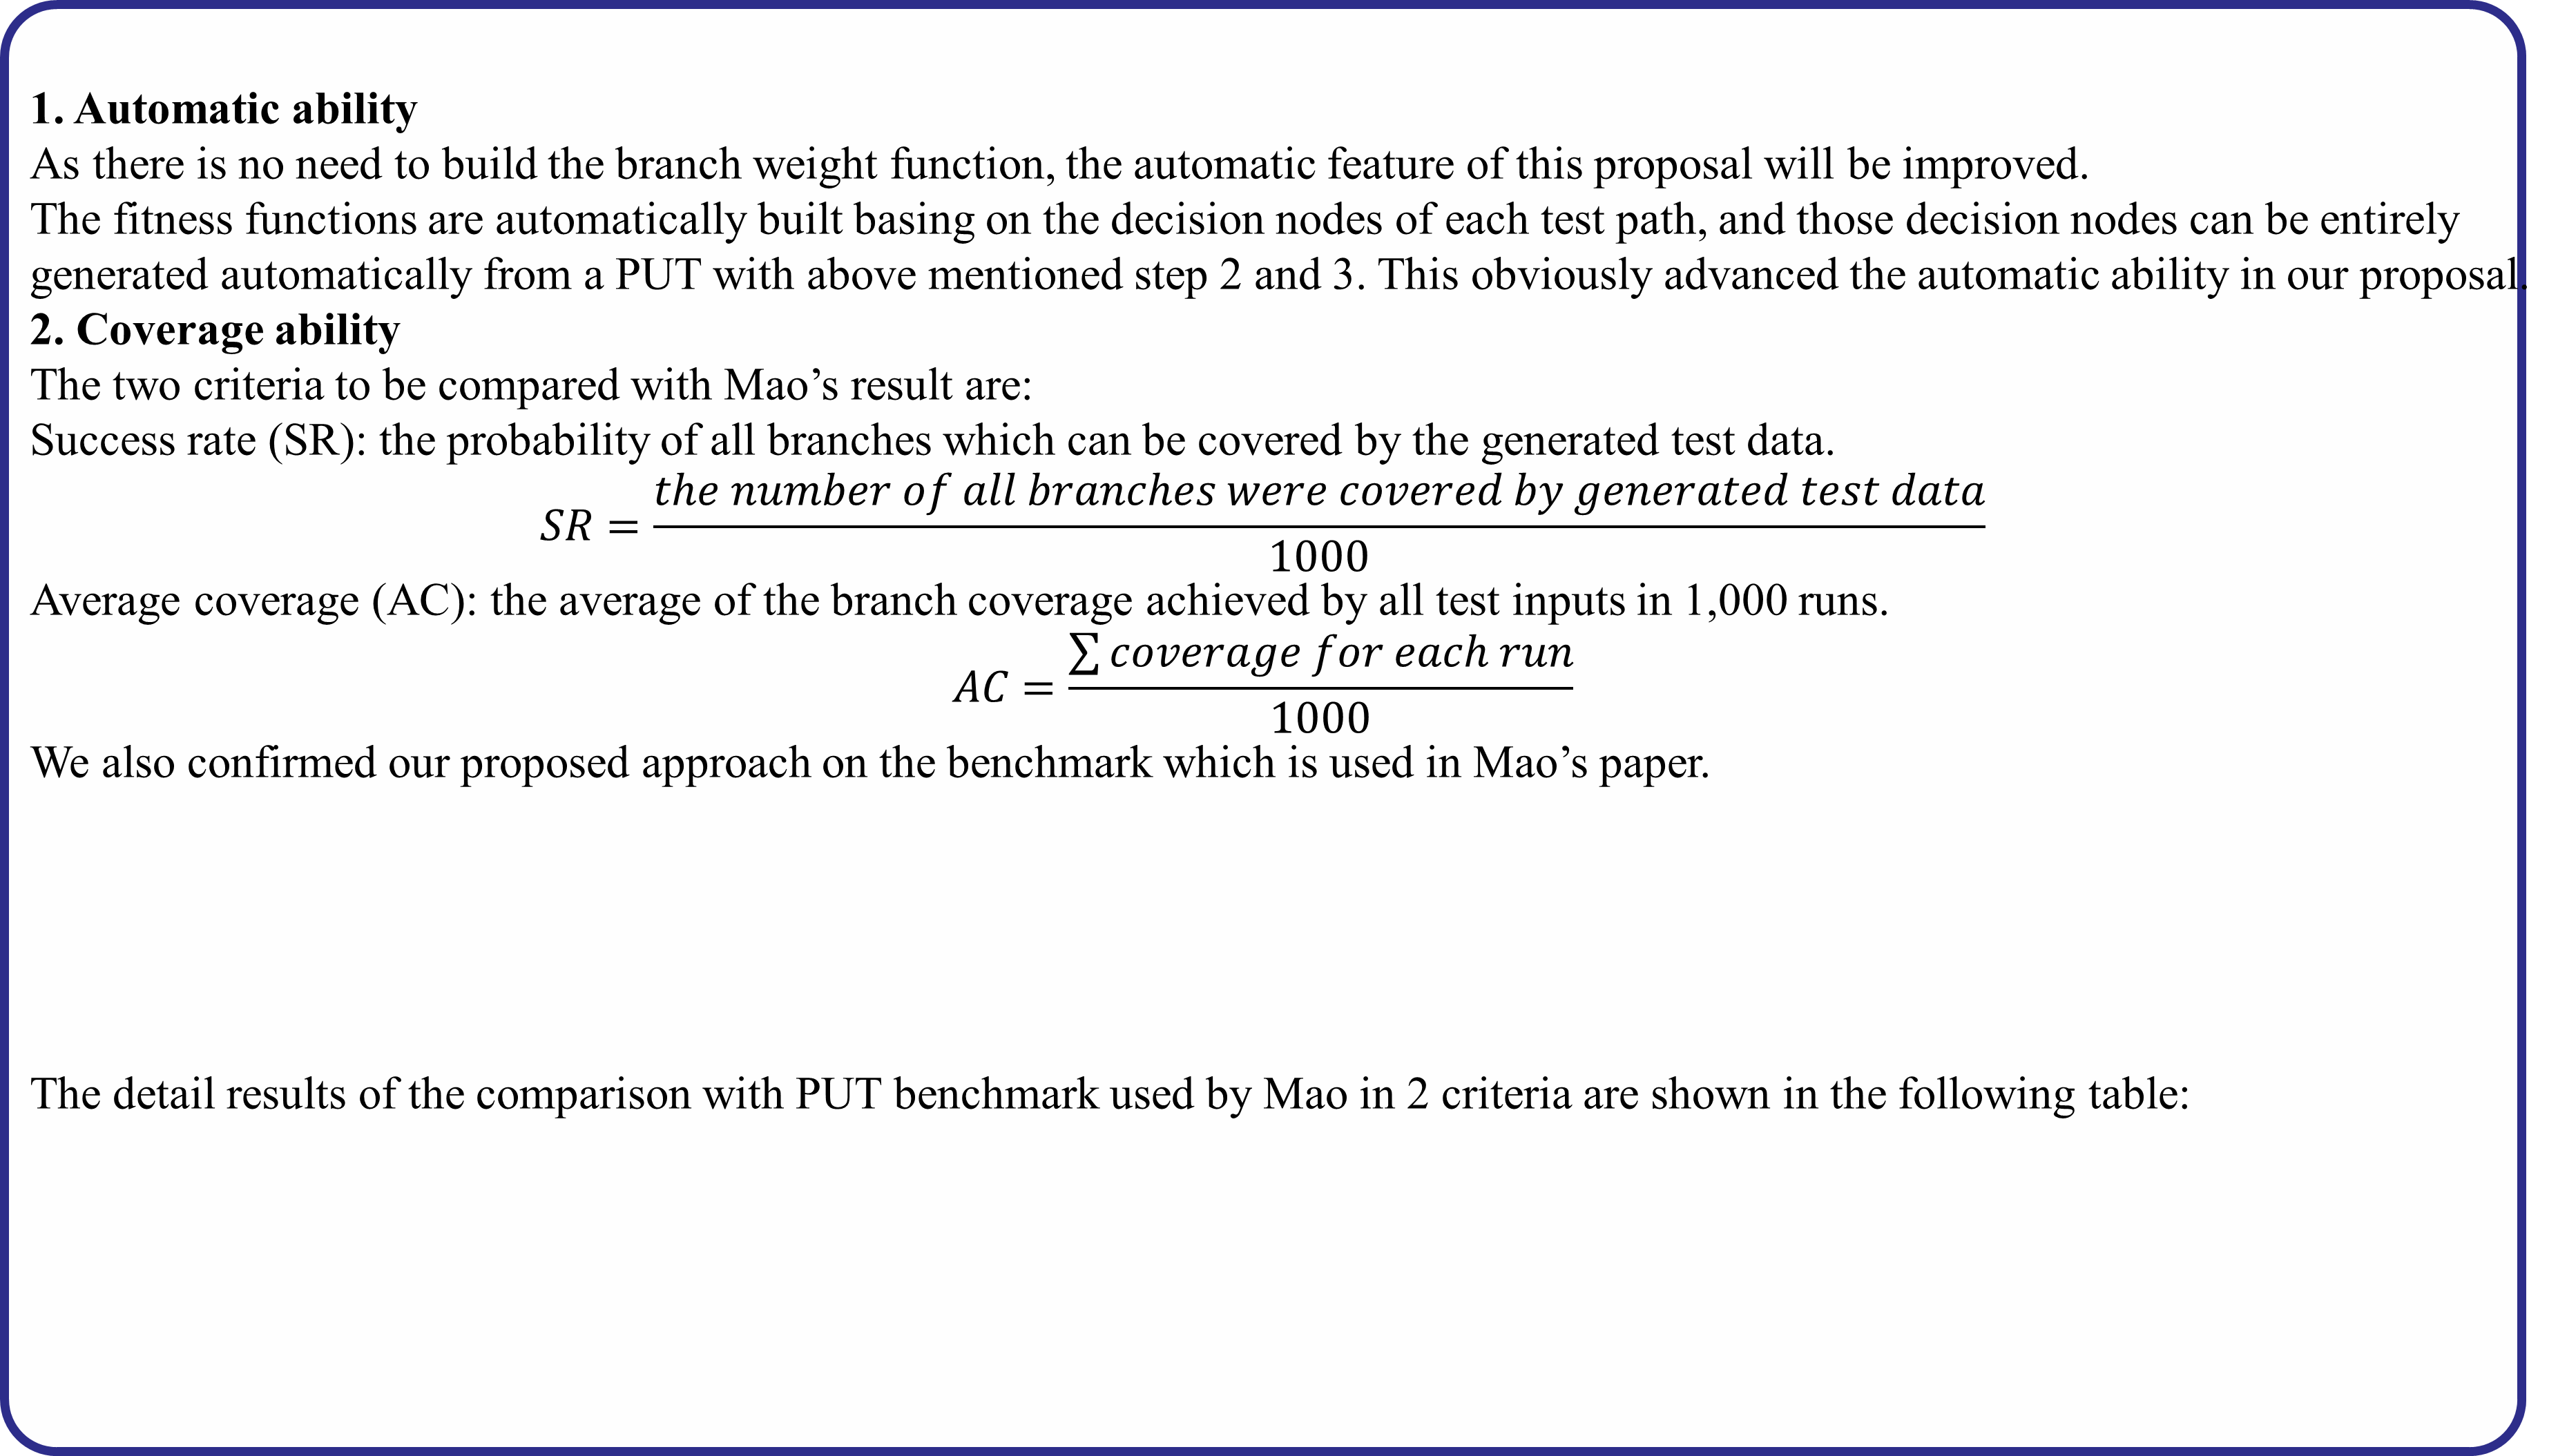 1. Automatic ability
As there is no need to build the branch weight function, the automatic feature of this proposal will be improved.
The fitness functions are automatically built basing on the decision nodes of each test path, and those decision nodes can be entirely
generated automatically from a PUT with above mentioned step 2 and 3. This obviously advanced the automatic ability in our proposal.
2. Coverage ability
The two criteria to be compared with Mao’s result are:
Success rate (SR): the probability of all branches which can be covered by the generated test data.
SR = the number of all branches were covered by generated test data
1000
Average coverage (AC): the average of the branch coverage achieved by all test inputs in 1,000 runs.
AC = ∑ coverage for each run
1000
We also confirmed our proposed approach on the benchmark which is used in Mao’s paper.
The detail results of the comparison with PUT benchmark used by Mao in 2 criteria are shown in the following table: